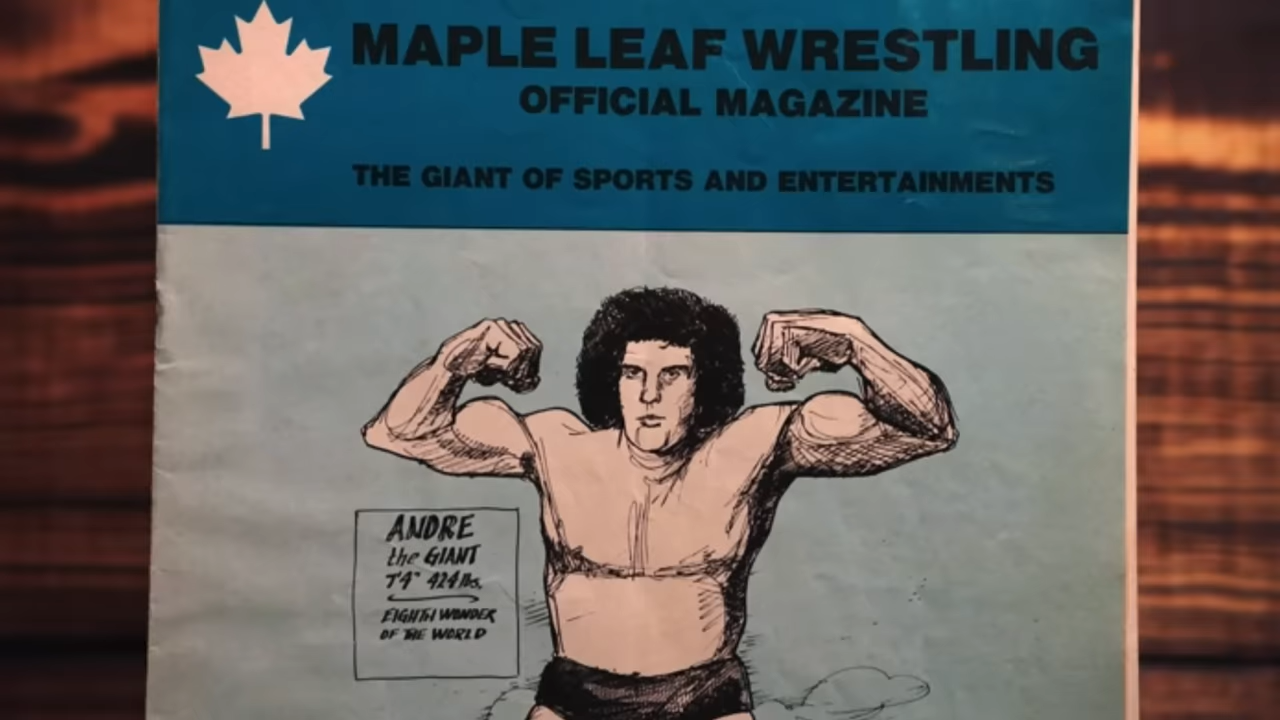 MAPLE LEAF WRESTLING
OFFICIAL MAGAZINE
THE GIANT OF SPORTS AND ENTERTAINMENTS
ANDRE
the GIANT
7'4" 424 lbs.
EIGHTH WONDER
OF THE WORLD